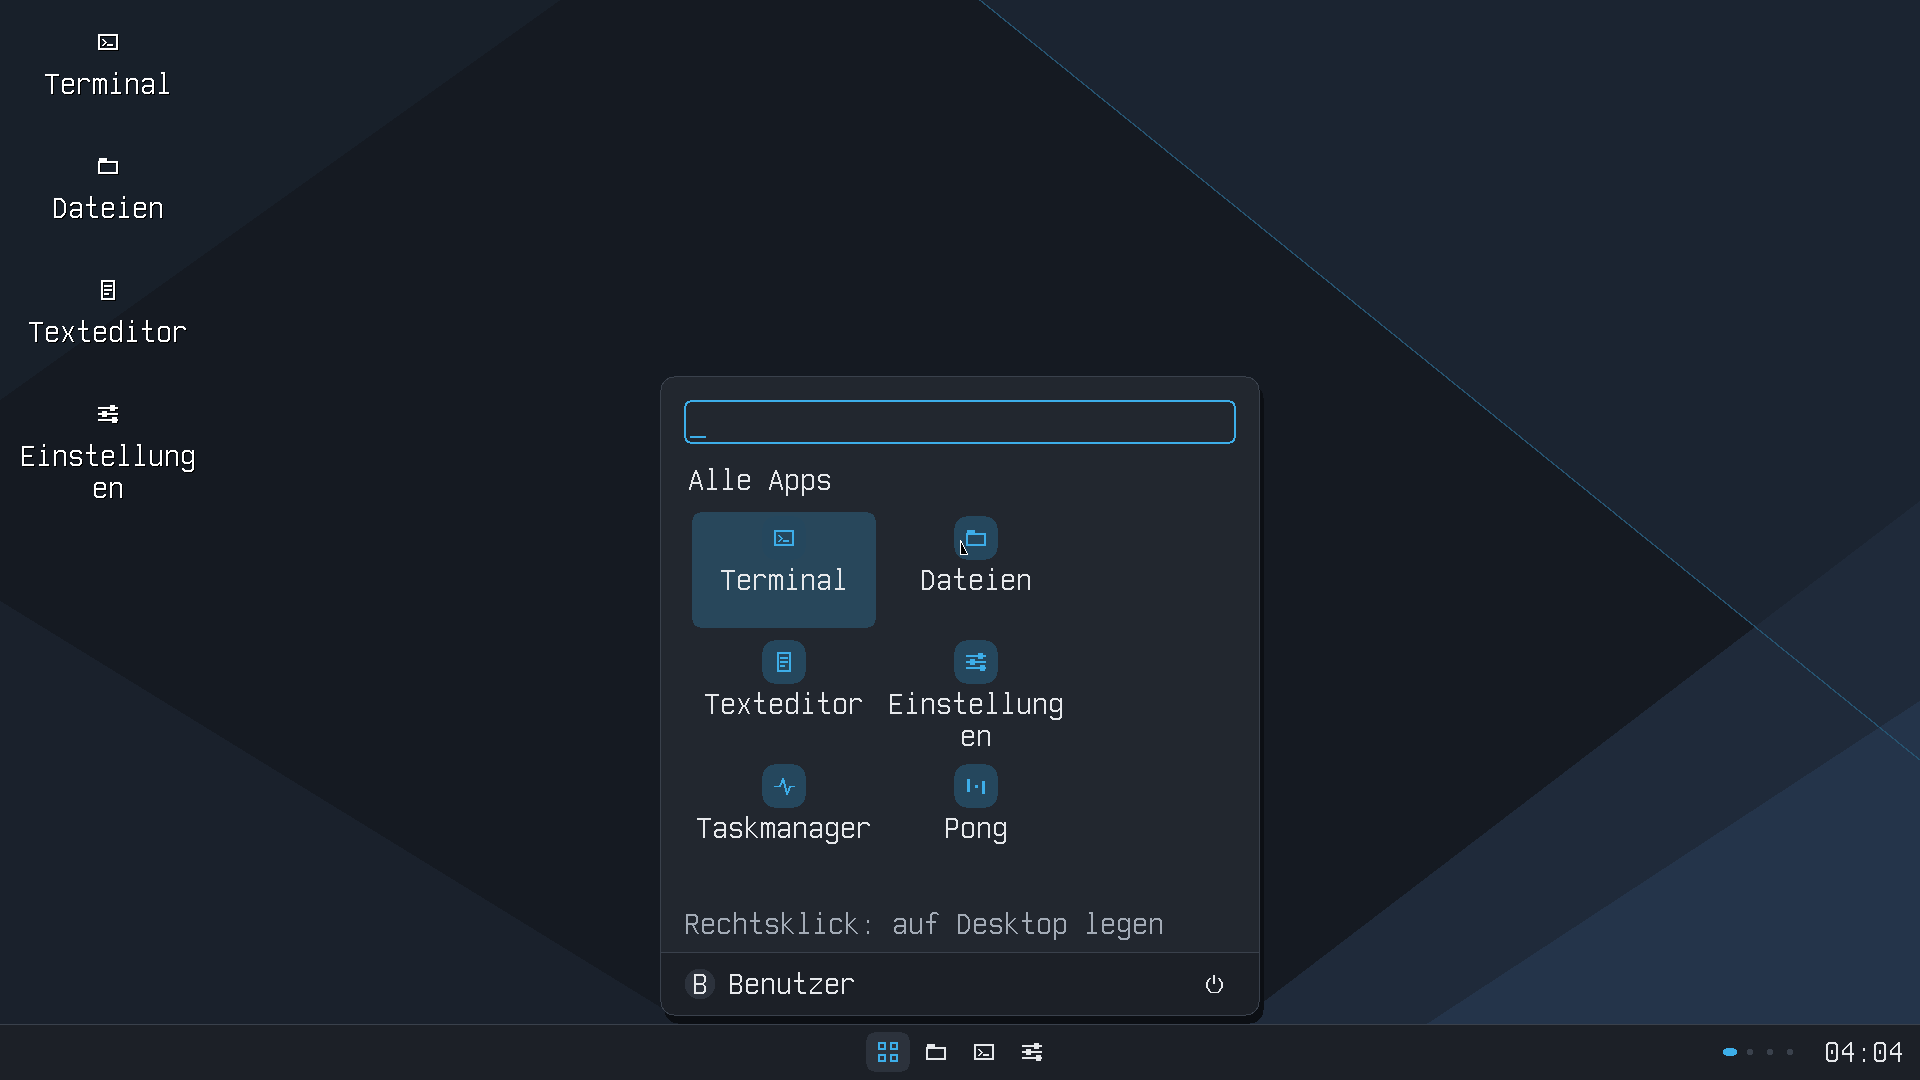 Terminal
Dateien
Texteditor
Einstellung
en
Alle Apps
Terminal
Dateien
Texteditor
Einstellung
en
Taskmanager
Pong
Rechtsklick: auf Desktop legen
B Benutzer
04:04